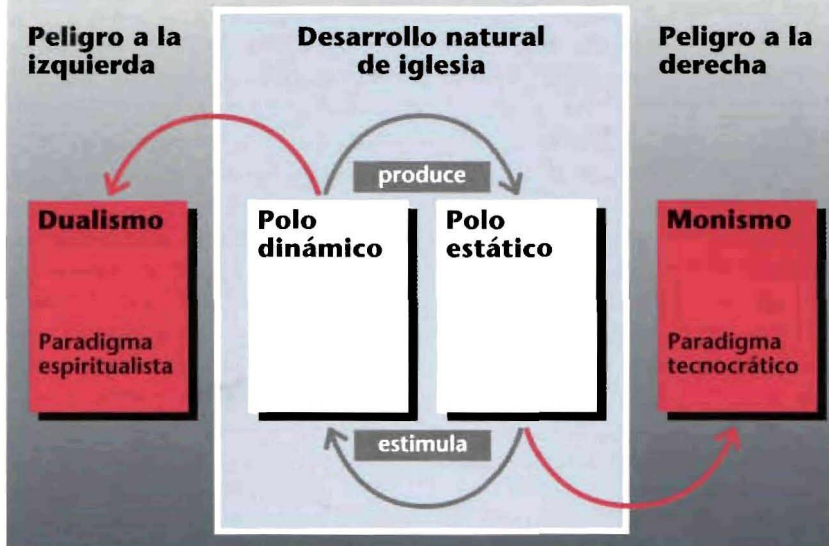 Peligro a la
izquierda
Desarrollo natural
de iglesia
Peligro a la
derecha
produce
Dualismo
Paradigma
espiritualista
Polo
dinámico
Polo
estático
Monismo
Paradigma
tecnocrático
estimula